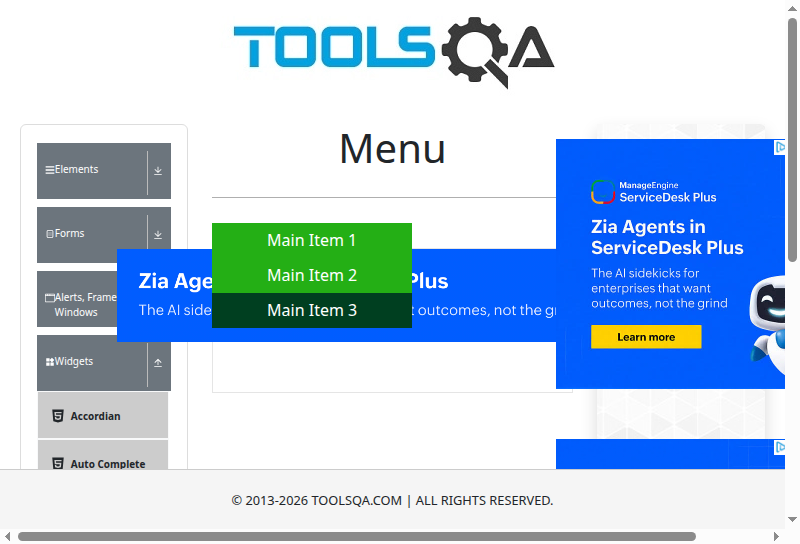 TOOLSQA
Menu
Elements
Forms
Alerts, Frame
Windows
Widgets
Accordian
Auto Complete
Main Item 1
Main Item 2
Main Item 3
Zia Age
Plus
The AI side
t outcomes, not the gr
ManageEngine
ServiceDesk Plus
Zia Agents in
ServiceDesk Plus
The AI sidekicks for
enterprises that want
outcomes, not the grind
Learn more
© 2013-2026 TOOLSQA.COM | ALL RIGHTS RESERVED.